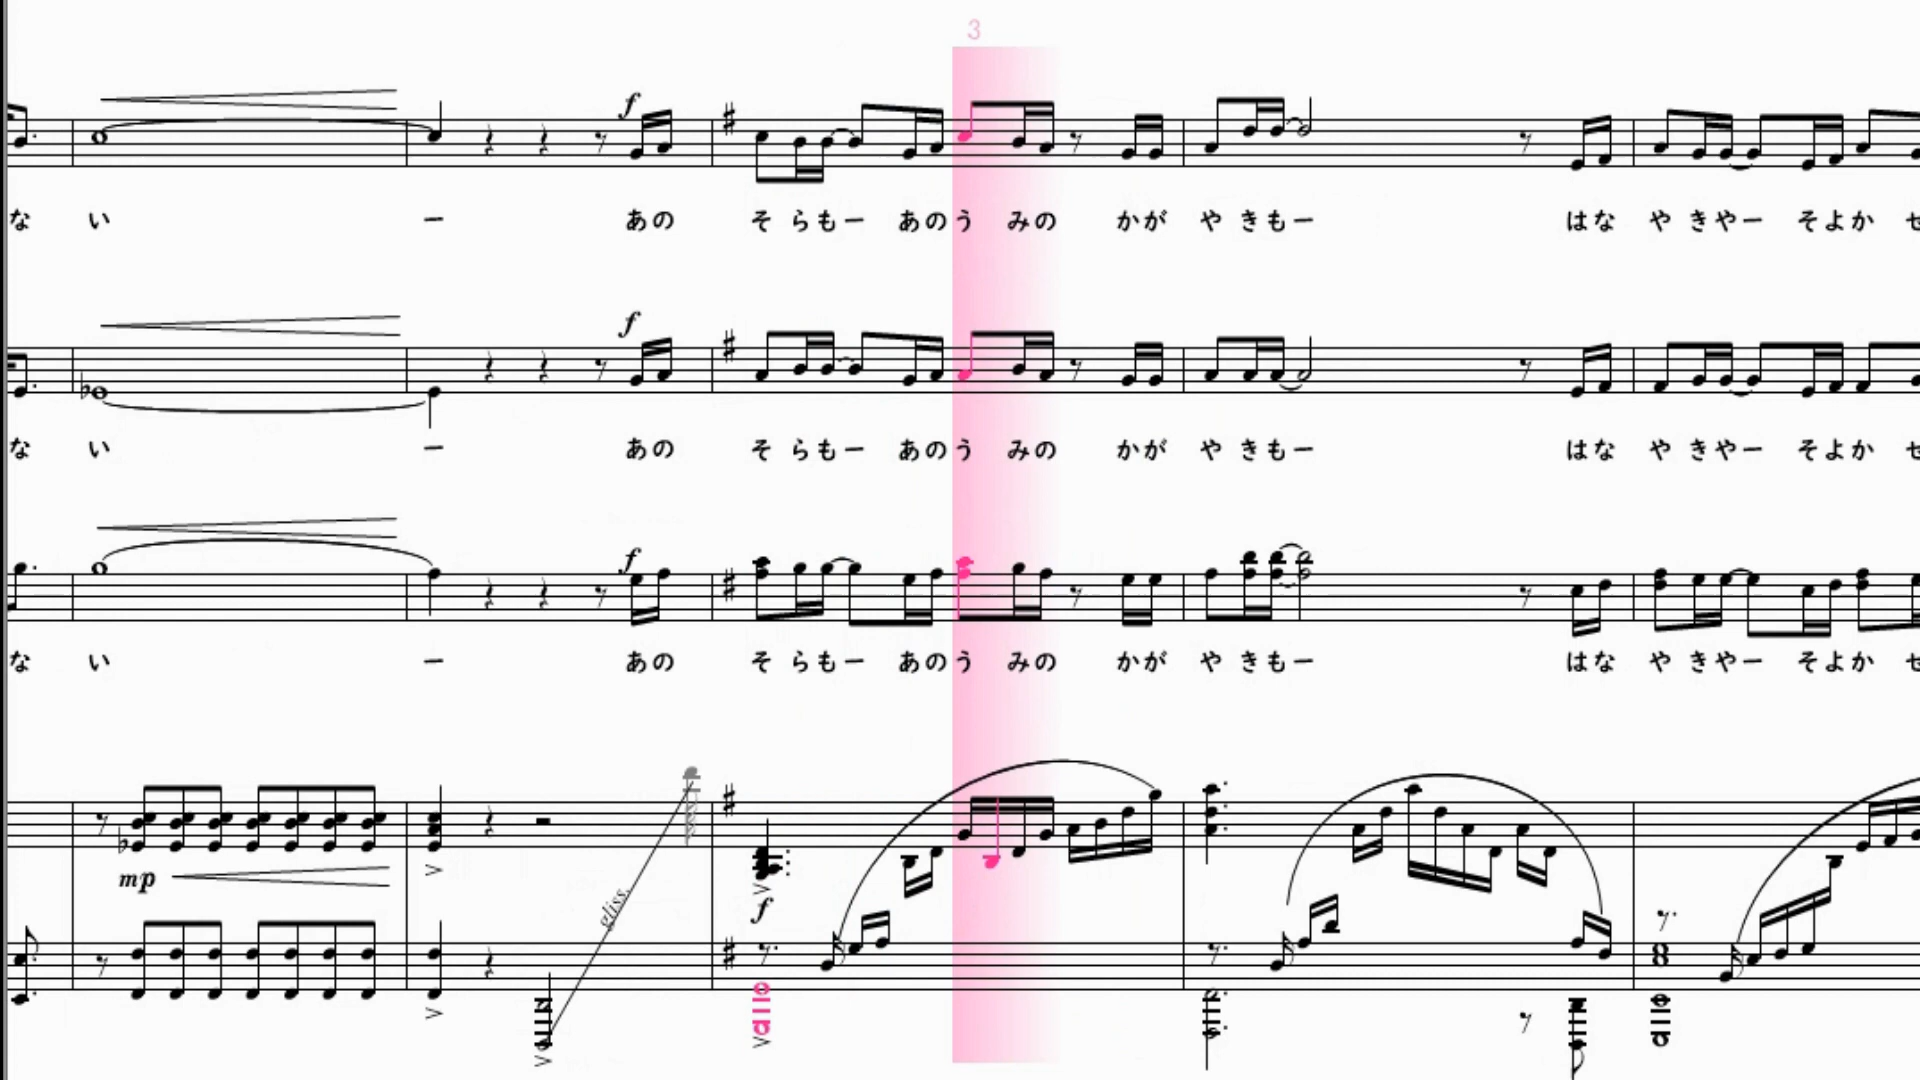 3
f
な い ー あの そ らもー あのう みの かが や きもー はな や きやー そよか せ
f
な い ー あの そ らもー あのう みの かが や きもー はな や きやー そよか せ
f
な い ー あの そ らもー あのう みの かが や きもー はな や きやー そよか せ
mp
gliss.
f
8